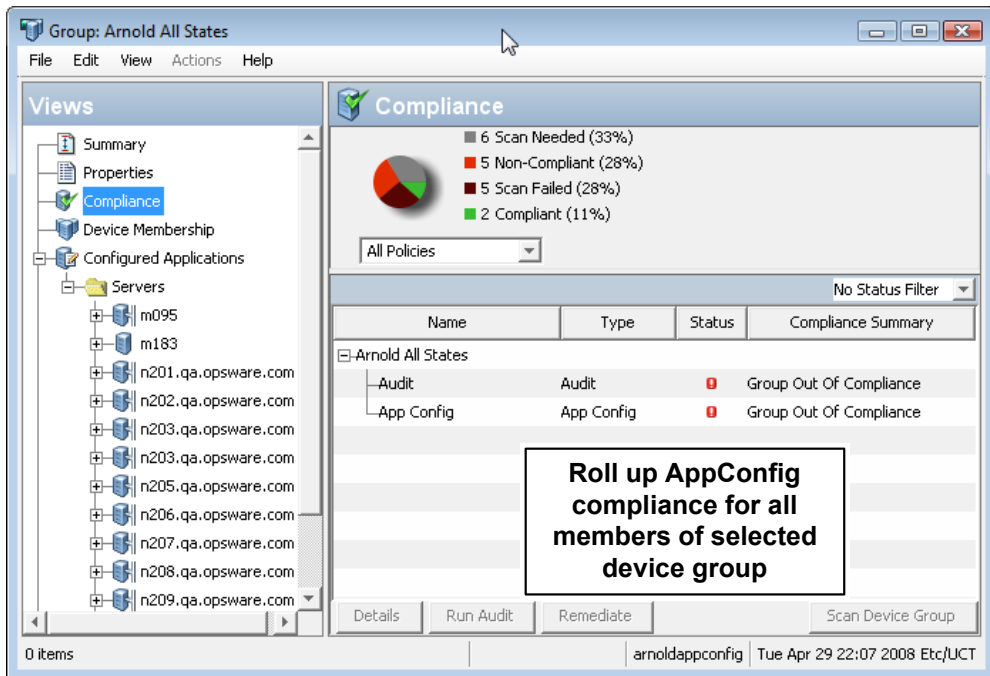 Group: Arnold All States
File Edit View Actions Help
Views
Summary
Properties
Compliance
Device Membership
Configured Applications
Servers
m095
m183
n201.qa.opsware.com
n202.qa.opsware.com
n203.qa.opsware.com
n203.qa.opsware.com
n205.qa.opsware.com
n206.qa.opsware.com
n207.qa.opsware.com
n208.qa.opsware.com
n209.qa.opsware.com
Compliance
6 Scan Needed (33%)
5 Non-Compliant (28%)
5 Scan Failed (28%)
2 Compliant (11%)
All Policies
No Status Filter
Name Type Status Compliance Summary
Arnold All States
Audit Audit Group Out Of Compliance
App Config App Config Group Out Of Compliance
Roll up AppConfig
compliance for all
members of selected
device group
Details Run Audit Remediate Scan Device Group
0 items arnoldappconfig Tue Apr 29 22:07 2008 Etc/UCT